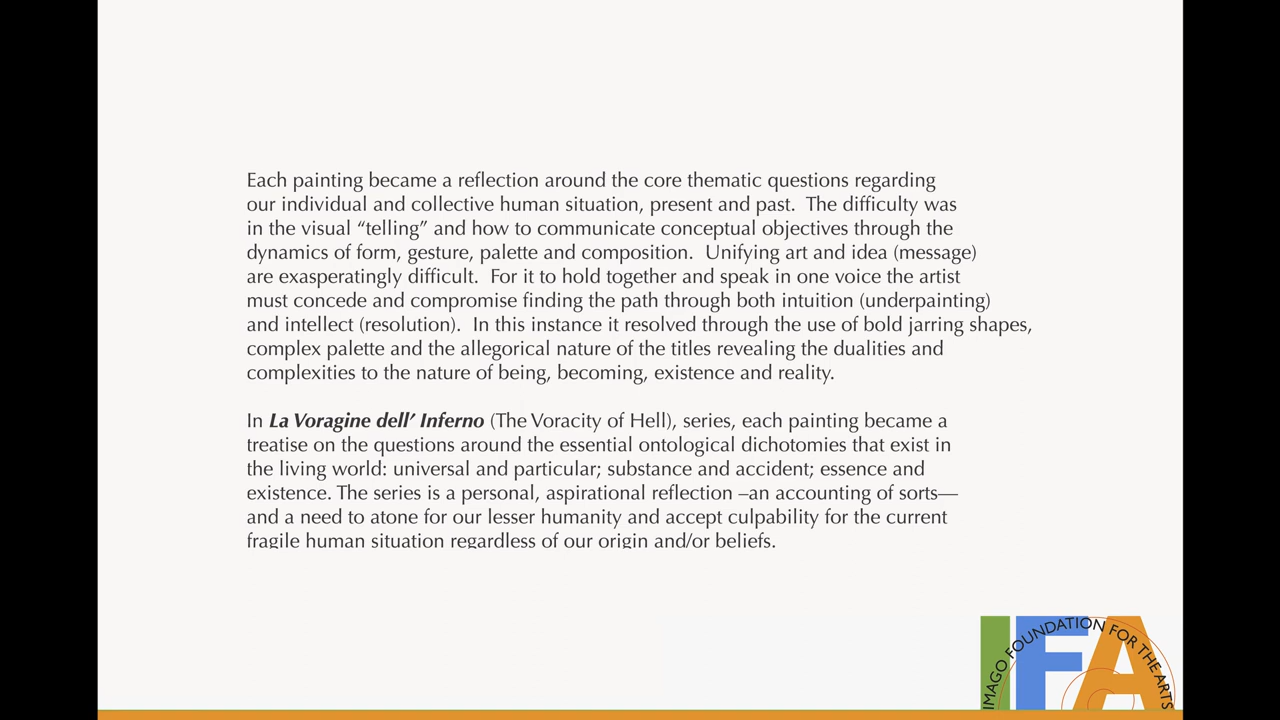 Each painting became a reflection around the core thematic questions regarding
our individual and collective human situation, present and past.  The difficulty was
in the visual “telling” and how to communicate conceptual objectives through the
dynamics of form, gesture, palette and composition.  Unifying art and idea (message)
are exasperatingly difficult.  For it to hold together and speak in one voice the artist
must concede and compromise finding the path through both intuition (underpainting)
and intellect (resolution).  In this instance it resolved through the use of bold jarring shapes,
complex palette and the allegorical nature of the titles revealing the dualities and
complexities to the nature of being, becoming, existence and reality.
In La Voragine dell’ Inferno (The Voracity of Hell), series, each painting became a
treatise on the questions around the essential ontological dichotomies that exist in
the living world: universal and particular; substance and accident; essence and
existence. The series is a personal, aspirational reflection –an accounting of sorts—
and a need to atone for our lesser humanity and accept culpability for the current
fragile human situation regardless of our origin and/or beliefs.
IFA
IMAGO FOUNDATION FOR THE ARTS